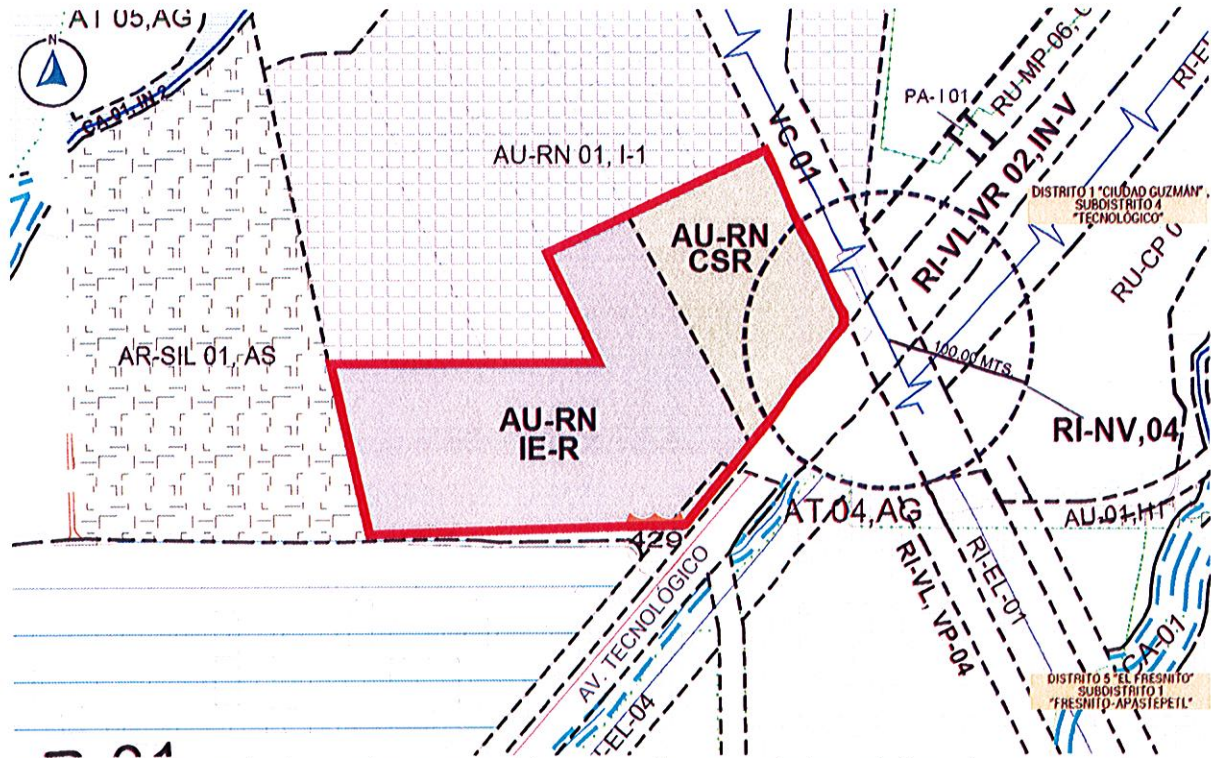 AT 05,AG
N
CA-01,IN-2
AU-RN 01, I-1
VC 01
PA-101
RU-MP-06,
RI-VL, VR 02,IN-V
DISTRITO 1 "CIUDAD GUZMÁN"
SUBDISTRITO 4
"TECNOLÓGICO"
RU-CP 0
AU-RN
CSR
AR-SIL 01, AS
100.00 MTS.
AU-RN
IE-R
RI-NV,04
AT 04,AG
AU-01,H1
429
AV. TECNOLÓGICO
RI-VL, VP-04
RI-EL-01
CA-01
EL-04
DISTRITO 5 "EL FRESNITO"
SUBDISTRITO 1
"FRESNITO-APASTEPETL"